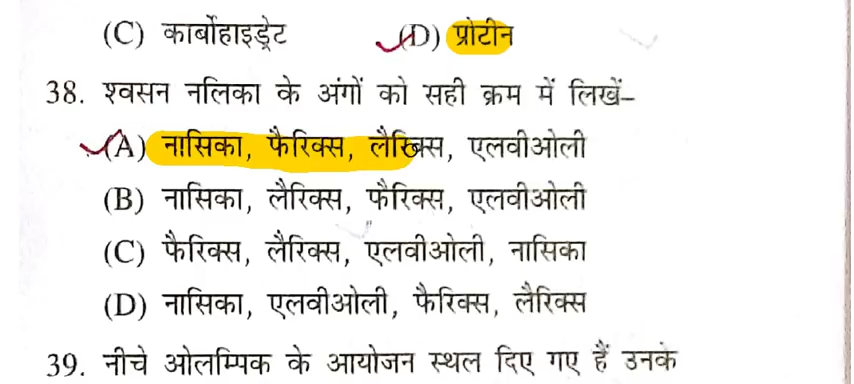 (C) कार्बोहाइड्रेट (D) प्रोटीन
38. श्वसन नलिका के अंगों को सही क्रम में लिखें–
(A) नासिका, फैरिक्स, लैरिक्स, एलवीओली
(B) नासिका, लैरिक्स, फैरिक्स, एलवीओली
(C) फैरिक्स, लैरिक्स, एलवीओली, नासिका
(D) नासिका, एलवीओली, फैरिक्स, लैरिक्स
39. नीचे ओलम्पिक के आयोजन स्थल दिए गए हैं उनके